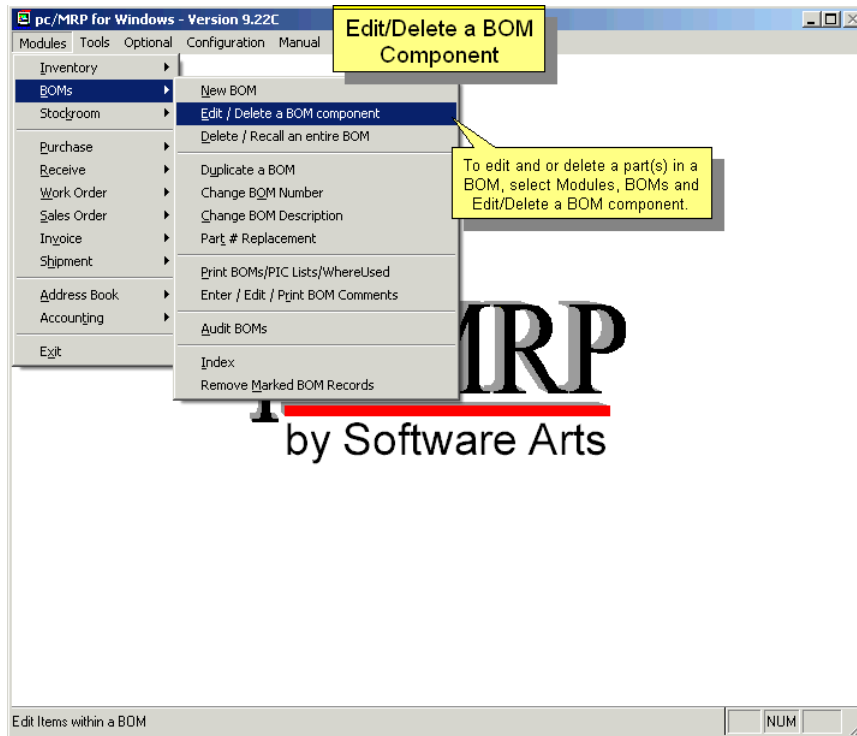 pc/MRP for Windows - Version 9.22C
Edit/Delete a BOM
Component
Modules Tools Optional Configuration Manual
Inventory
BOMs
Stockroom
Purchase
Receive
Work Order
Sales Order
Invoice
Shipment
Address Book
Accounting
Exit
New BOM
Edit / Delete a BOM component
Delete / Recall an entire BOM
Duplicate a BOM
Change BOM Number
Change BOM Description
Part # Replacement
Print BOMs/PIC Lists/WhereUsed
Enter / Edit / Print BOM Comments
Audit BOMs
Index
Remove Marked BOM Records
To edit and or delete a part(s) in a
BOM, select Modules, BOMs and
Edit/Delete a BOM component.
MRP
by Software Arts
Edit Items within a BOM
NUM